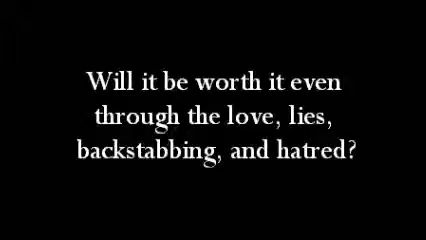 Will it be worth it even
through the love, lies,
backstabbing, and hatred?